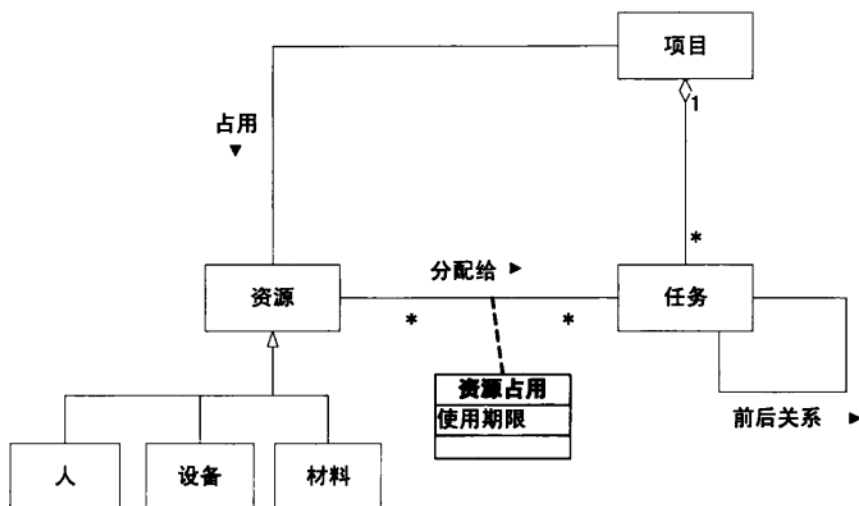 项目
1
占用
▼
*
分配给 ►
资源
任务
*
*
资源占用
使用期限
前后关系 ►
人
设备
材料